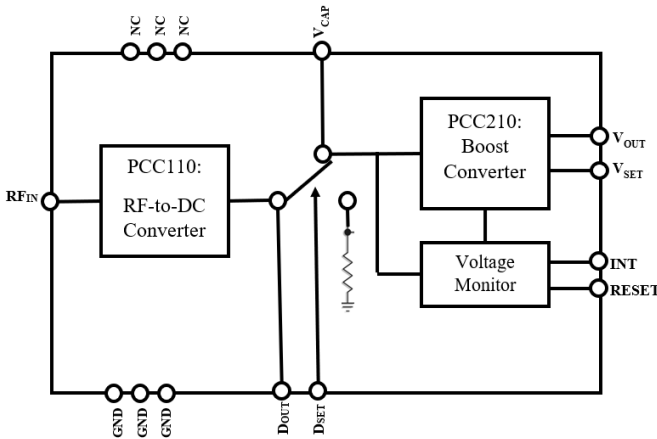 NC
NC
NC
VCAP
PCC110:
RF-to-DC
Converter
PCC210:
Boost
Converter
VOUT
VSET
RFIN
Voltage
Monitor
INT
RESET
GND
GND
GND
DOUT
DSET